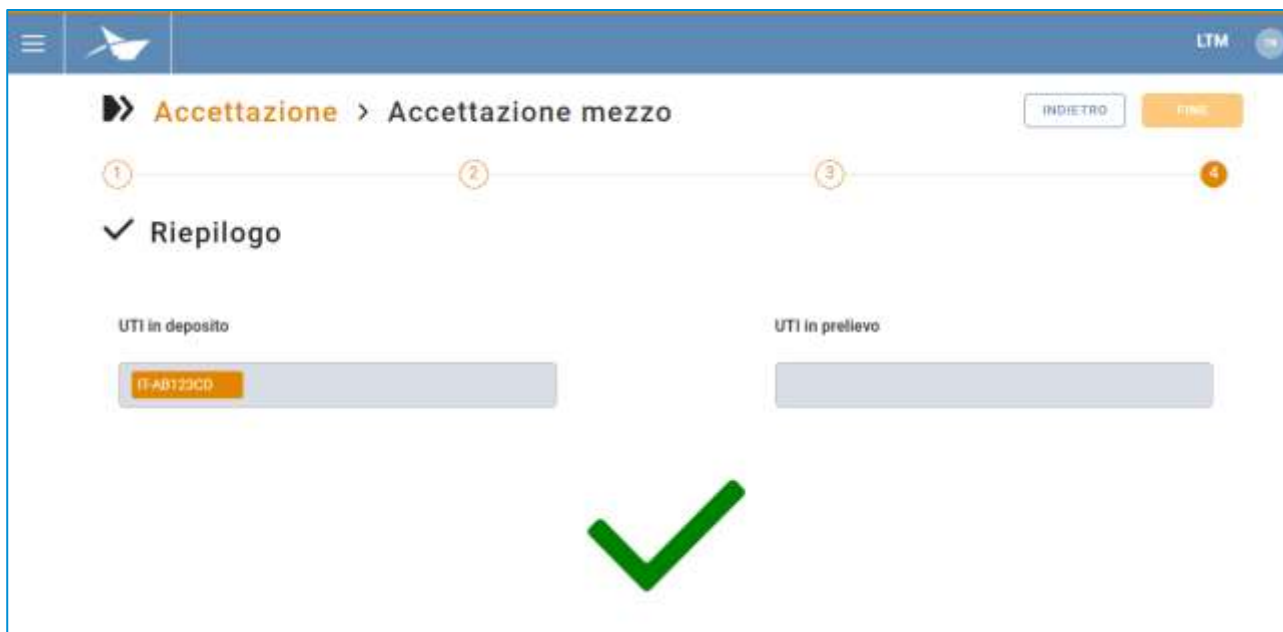 LTM
Accettazione > Accettazione mezzo
INDIETRO
FINE
1
2
3
4
Riepilogo
UTI in deposito
UTI in prelievo
IT-AB123CD